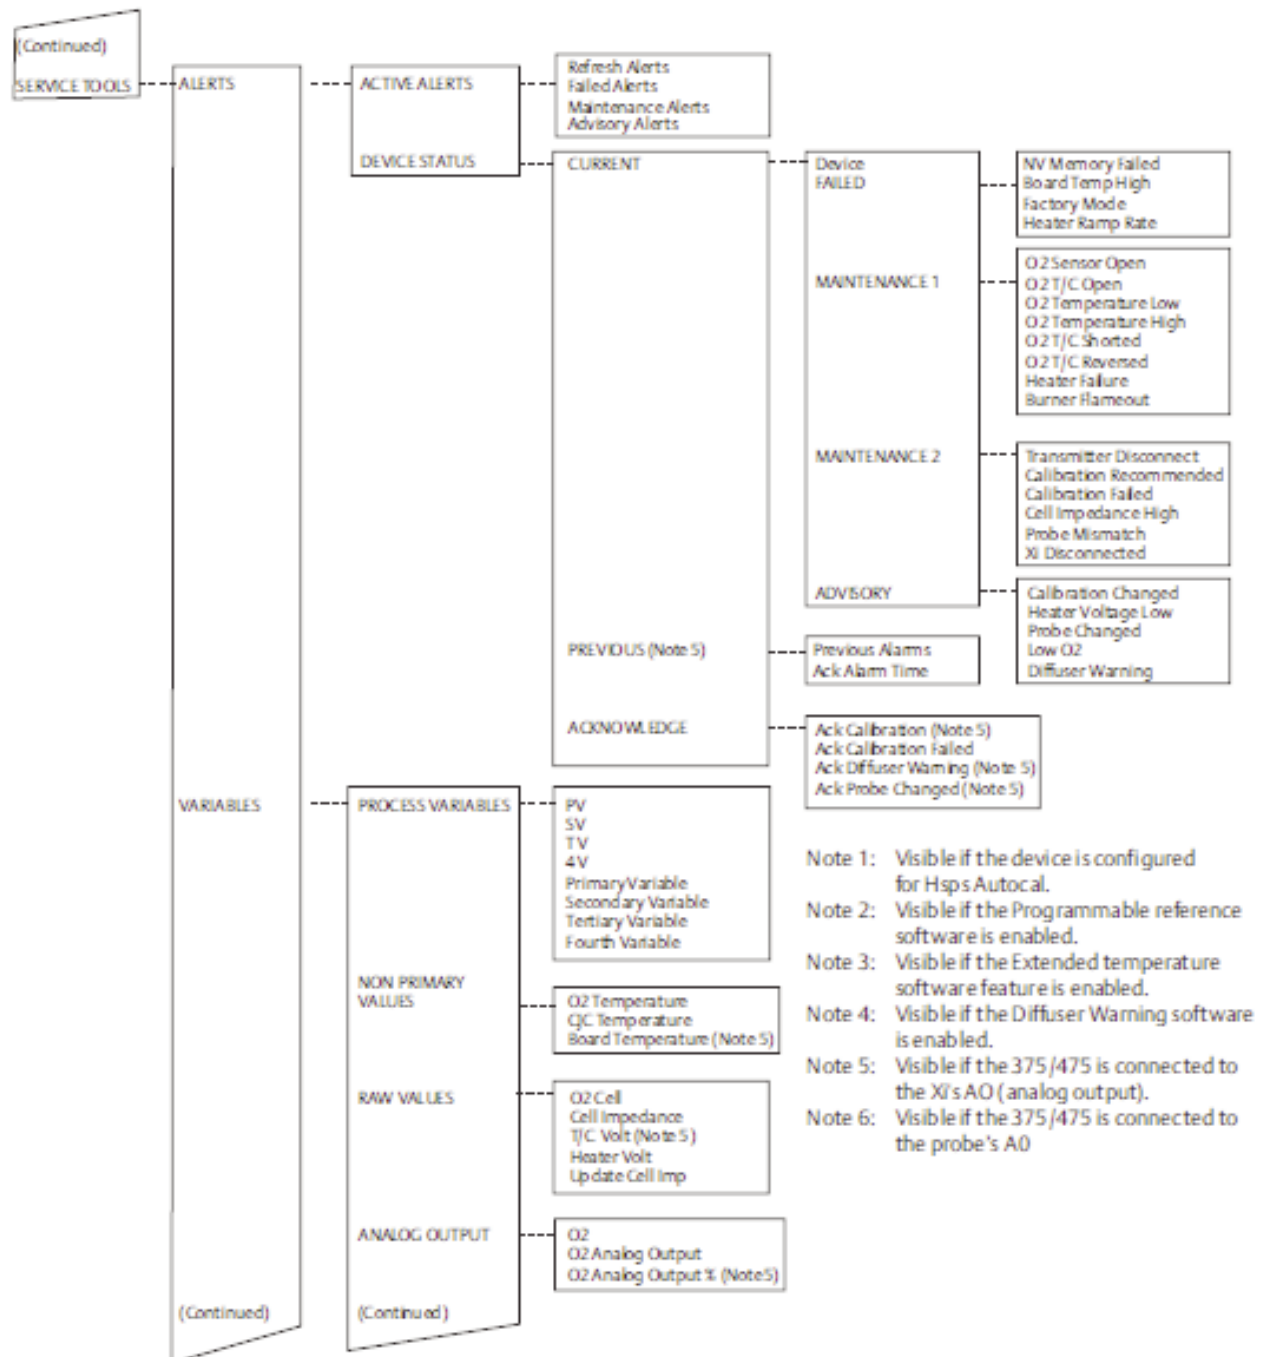 (Continued)
SERVICE TOOLS
ALERTS
ACTIVE ALERTS
Refresh Alerts
Failed Alerts
Maintenance Alerts
Advisory Alerts
DEVICE STATUS
CURRENT
Device
FAILED
NV Memory Failed
Board Temp High
Factory Mode
Heater Ramp Rate
MAINTENANCE 1
O2 Sensor Open
O2 T/C Open
O2 Temperature Low
O2 Temperature High
O2 T/C Shorted
O2 T/C Reversed
Heater Failure
Burner Flameout
MAINTENANCE 2
Transmitter Disconnect
Calibration Recommended
Calibration Failed
Cell Impedance High
Probe Mismatch
Xi Disconnected
ADVISORY
Calibration Changed
Heater Voltage Low
Probe Changed
Low O2
Diffuser Warning
PREVIOUS (Note 5)
Previous Alarms
Ack Alarm Time
ACKNOWLEDGE
Ack Calibration (Note 5)
Ack Calibration Failed
Ack Diffuser Warning (Note 5)
Ack Probe Changed (Note 5)
VARIABLES
PROCESS VARIABLES
PV
SV
TV
4V
Primary Variable
Secondary Variable
Tertiary Variable
Fourth Variable
NON PRIMARY
VALUES
O2 Temperature
CJC Temperature
Board Temperature (Note 5)
RAW VALUES
O2 Cell
Cell Impedance
T/C Volt (Note 5)
Heater Volt
Update Cell Imp
ANALOG OUTPUT
O2
O2 Analog Output
O2 Analog Output % (Note 5)
(Continued)
(Continued)
Note 1: Visible if the device is configured
for Hsps Autocal.
Note 2: Visible if the Programmable reference
software is enabled.
Note 3: Visible if the Extended temperature
software feature is enabled.
Note 4: Visible if the Diffuser Warning software
is enabled.
Note 5: Visible if the 375/475 is connected to
the Xi's AO (analog output).
Note 6: Visible if the 375/475 is connected to
the probe's A0